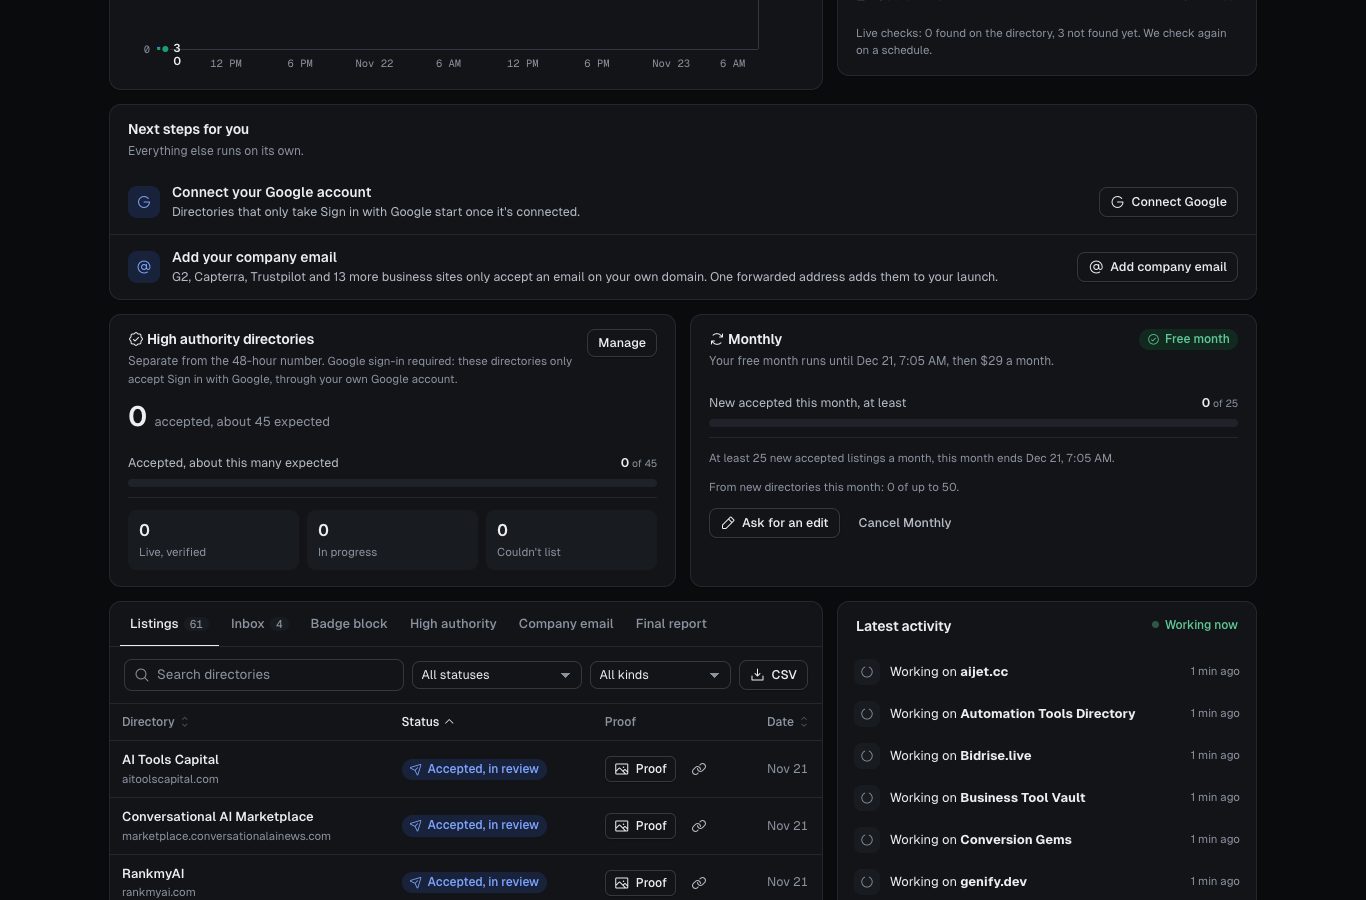 0
3
0
12 PM
6 PM
Nov 22
6 AM
12 PM
6 PM
Nov 23
6 AM
Live checks: 0 found on the directory, 3 not found yet. We check again
on a schedule.
Next steps for you
Everything else runs on its own.
Connect your Google account
Directories that only take Sign in with Google start once it's connected.
Connect Google
Add your company email
G2, Capterra, Trustpilot and 13 more business sites only accept an email on your own domain. One forwarded address adds them to your launch.
Add company email
High authority directories
Manage
Separate from the 48-hour number. Google sign-in required: these directories only
accept Sign in with Google, through your own Google account.
0 accepted, about 45 expected
Accepted, about this many expected
0 of 45
0
Live, verified
0
In progress
0
Couldn't list
Monthly
Free month
Your free month runs until Dec 21, 7:05 AM, then $29 a month.
New accepted this month, at least
0 of 25
At least 25 new accepted listings a month, this month ends Dec 21, 7:05 AM.
From new directories this month: 0 of up to 50.
Ask for an edit
Cancel Monthly
Listings 61
Inbox 4
Badge block
High authority
Company email
Final report
Search directories
All statuses
All kinds
CSV
Directory
Status
Proof
Date
AI Tools Capital
aitoolscapital.com
Accepted, in review
Proof
Nov 21
Conversational AI Marketplace
marketplace.conversationalainews.com
Accepted, in review
Proof
Nov 21
RankmyAI
rankmyai.com
Accepted, in review
Proof
Nov 21
Latest activity
Working now
Working on aijet.cc
1 min ago
Working on Automation Tools Directory
1 min ago
Working on Bidrise.live
1 min ago
Working on Business Tool Vault
1 min ago
Working on Conversion Gems
1 min ago
Working on genify.dev
1 min ago